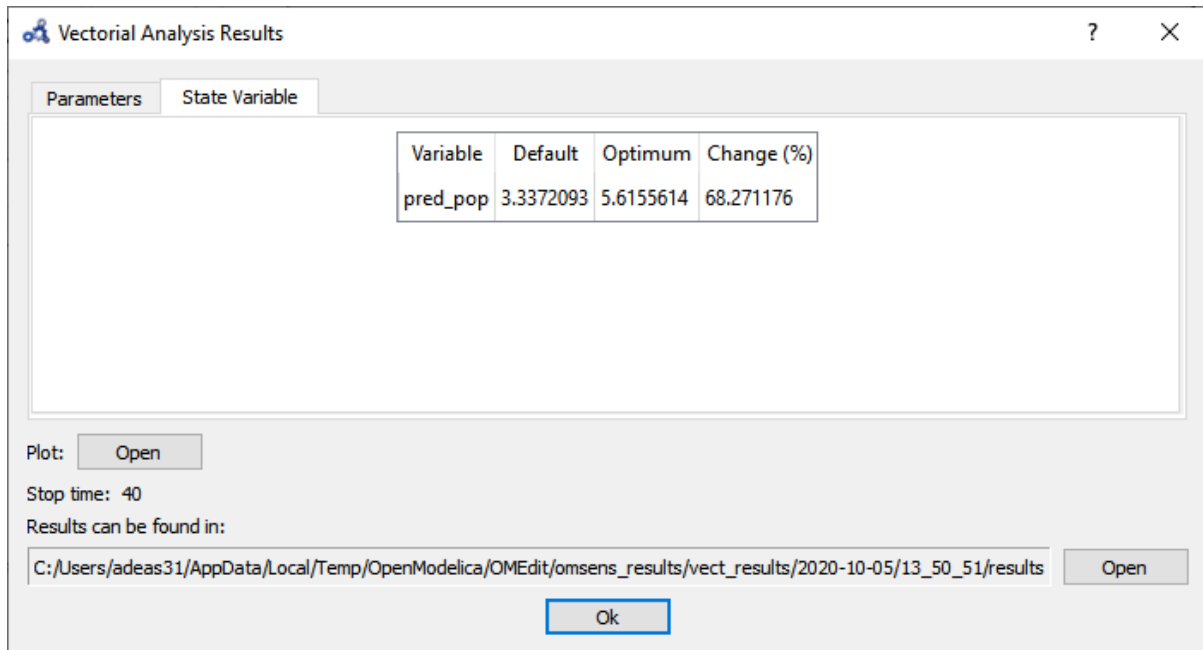 Vectorial Analysis Results ? ×
Parameters State Variable
Variable Default Optimum Change (%)
pred_pop 3.3372093 5.6155614 68.271176
Plot: Open
Stop time: 40
Results can be found in:
C:/Users/adeas31/AppData/Local/Temp/OpenModelica/OMEdit/omsens_results/vect_results/2020-10-05/13_50_51/results Open
Ok